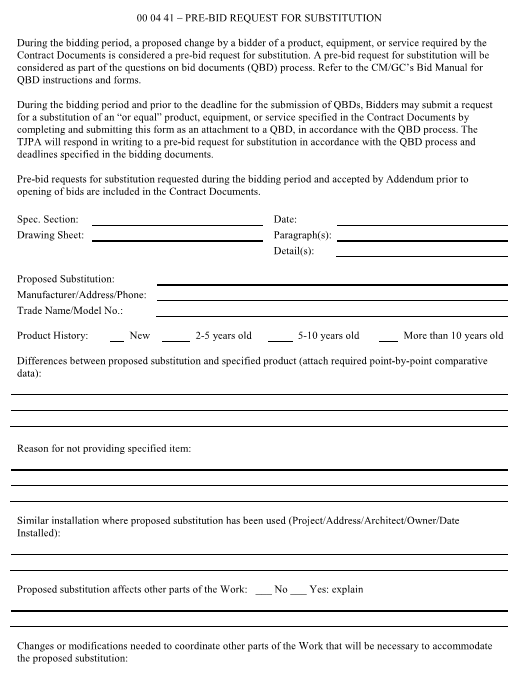 00 04 41 – PRE-BID REQUEST FOR SUBSTITUTION
During the bidding period, a proposed change by a bidder of a product, equipment, or service required by the
Contract Documents is considered a pre-bid request for substitution. A pre-bid request for substitution will be
considered as part of the questions on bid documents (QBD) process. Refer to the CM/GC's Bid Manual for
QBD instructions and forms.
During the bidding period and prior to the deadline for the submission of QBDs, Bidders may submit a request
for a substitution of an “or equal” product, equipment, or service specified in the Contract Documents by
completing and submitting this form as an attachment to a QBD, in accordance with the QBD process. The
TJPA will respond in writing to a pre-bid request for substitution in accordance with the QBD process and
deadlines specified in the bidding documents.
Pre-bid requests for substitution requested during the bidding period and accepted by Addendum prior to
opening of bids are included in the Contract Documents.
Spec. Section: Date:
Drawing Sheet: Paragraph(s):
Detail(s):
Proposed Substitution:
Manufacturer/Address/Phone:
Trade Name/Model No.:
Product History: ___ New ___ 2-5 years old ___ 5-10 years old ___ More than 10 years old
Differences between proposed substitution and specified product (attach required point-by-point comparative
data):
Reason for not providing specified item:
Similar installation where proposed substitution has been used (Project/Address/Architect/Owner/Date
Installed):
Proposed substitution affects other parts of the Work: ___ No ___ Yes: explain
Changes or modifications needed to coordinate other parts of the Work that will be necessary to accommodate
the proposed substitution: